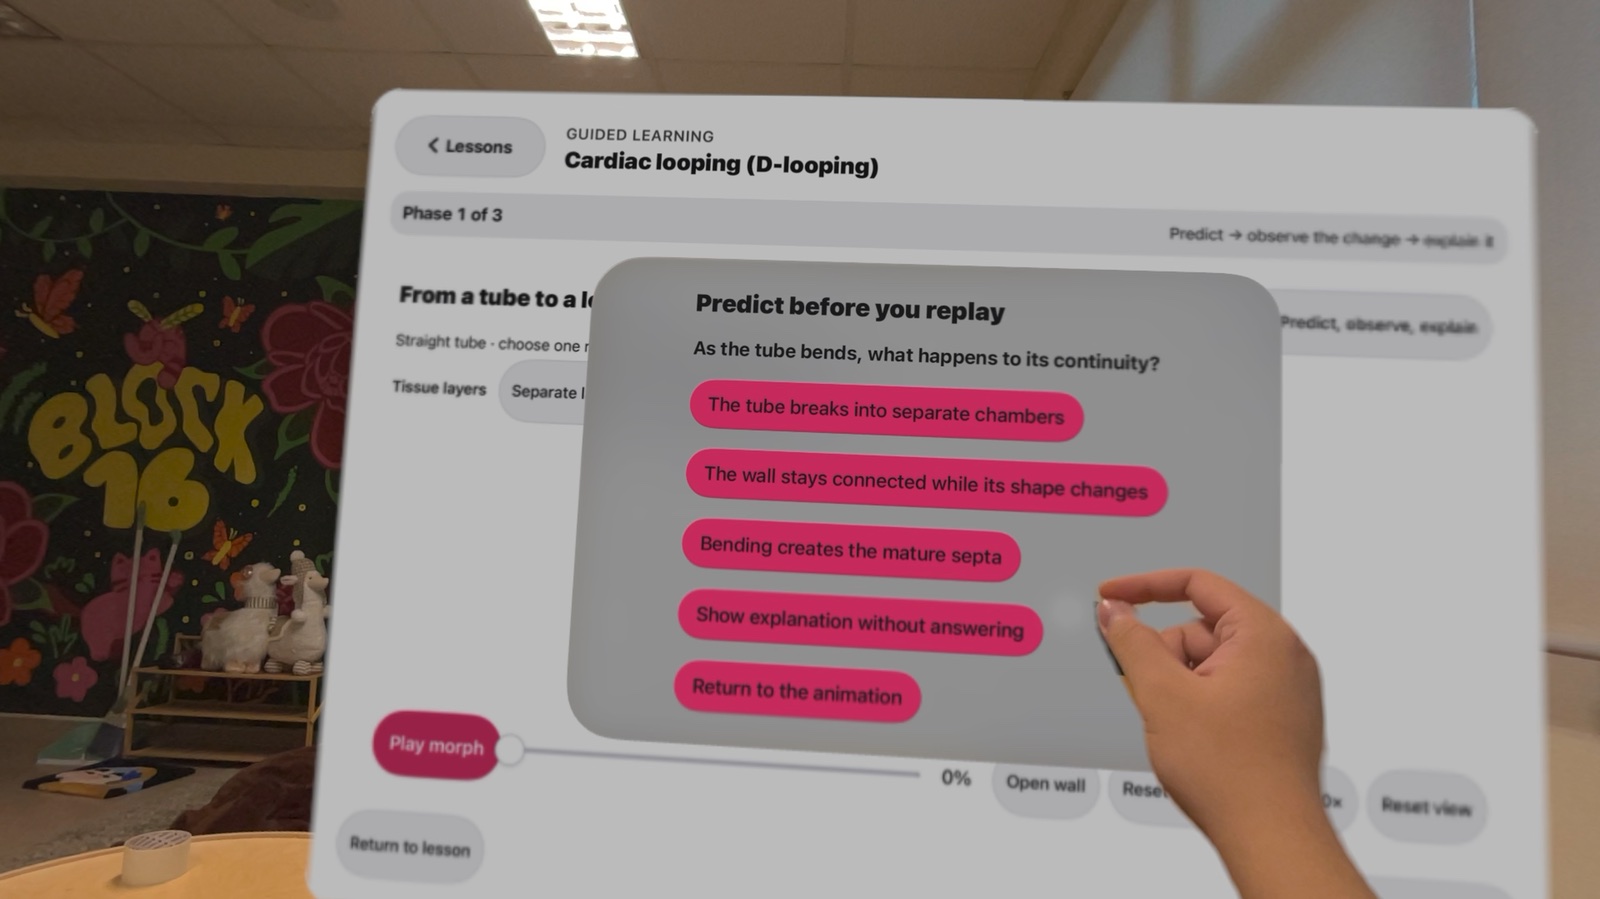 Lessons
GUIDED LEARNING
Cardiac looping (D-looping)
Phase 1 of 3
Predict → observe the change → explain it
From a tube to a
Straight tube · choose one
Predict, observe, explain
Tissue layers
Separate
Predict before you replay
As the tube bends, what happens to its continuity?
The tube breaks into separate chambers
The wall stays connected while its shape changes
Bending creates the mature septa
Show explanation without answering
Return to the animation
Play morph
0%
Open wall
Reset
Reset view
Return to lesson
BLOCK
16